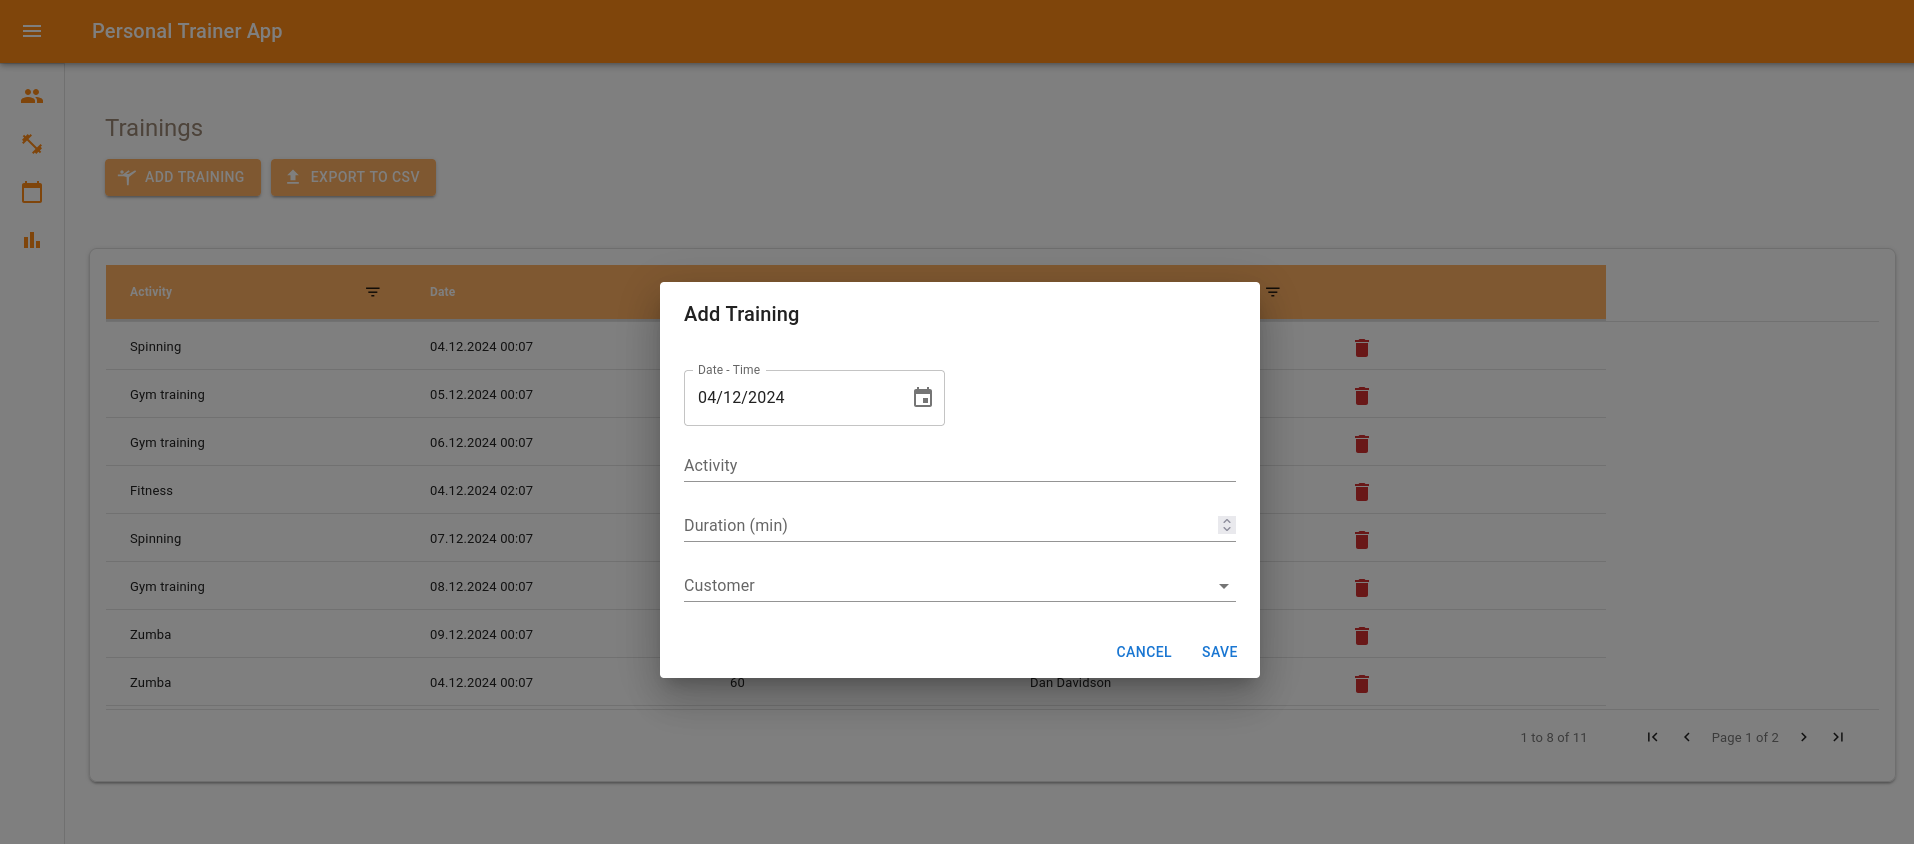 Personal Trainer App
Trainings
ADD TRAINING EXPORT TO CSV
Activity Date
Spinning 04.12.2024 00:07
Gym training 05.12.2024 00:07
Gym training 06.12.2024 00:07
Fitness 04.12.2024 02:07
Spinning 07.12.2024 00:07
Gym training 08.12.2024 00:07
Zumba 09.12.2024 00:07
Zumba 04.12.2024 00:07 60 Dan Davidson
1 to 8 of 11 Page 1 of 2
Add Training
Date - Time
04/12/2024
Activity
Duration (min)
Customer
CANCEL SAVE